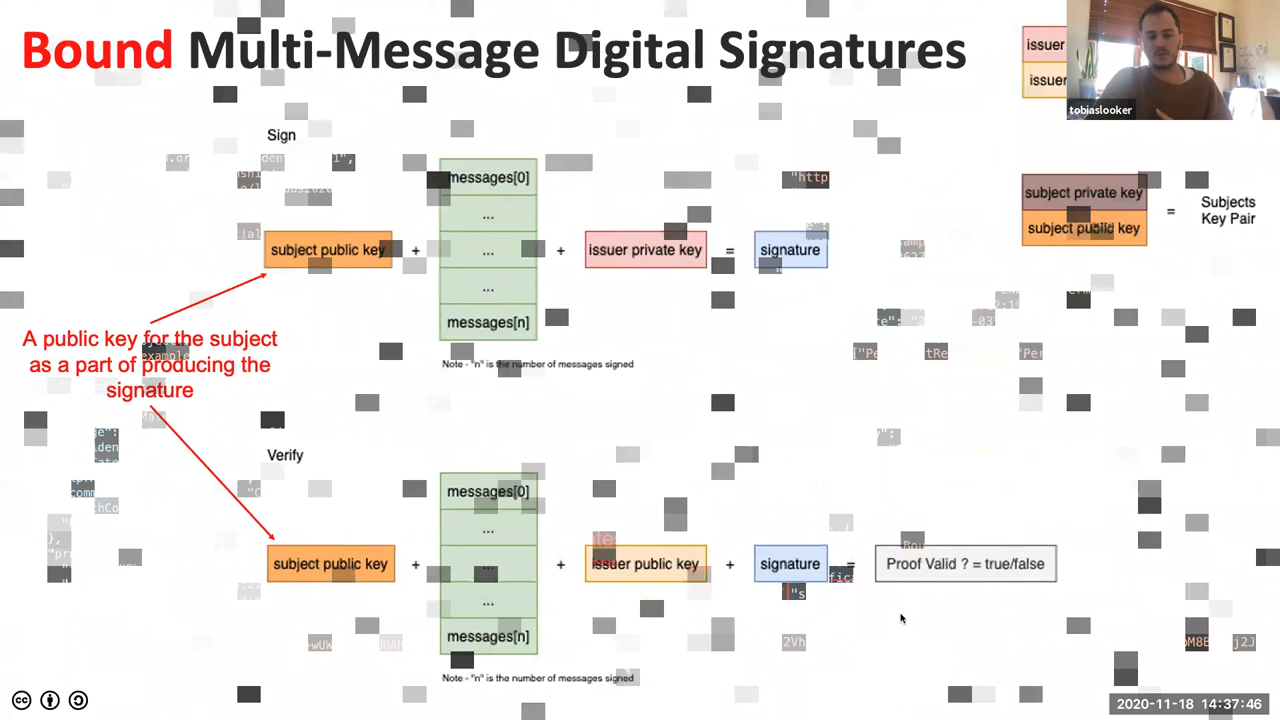 Bound Multi-Message Digital Signatures
issuer
issuer
tobiaslooker
Sign
messages[0]
...
subject public key + ... + issuer private key = signature
...
messages[n]
Note - "n" is the number of messages signed
subject private key
subject public key
=
Subjects
Key Pair
A public key for the subject
as a part of producing the
signature
Verify
messages[0]
...
subject public key + ... + issuer public key + signature = Proof Valid ? = true/false
...
messages[n]
Note - "n" is the number of messages signed
2020-11-18 14:37:46